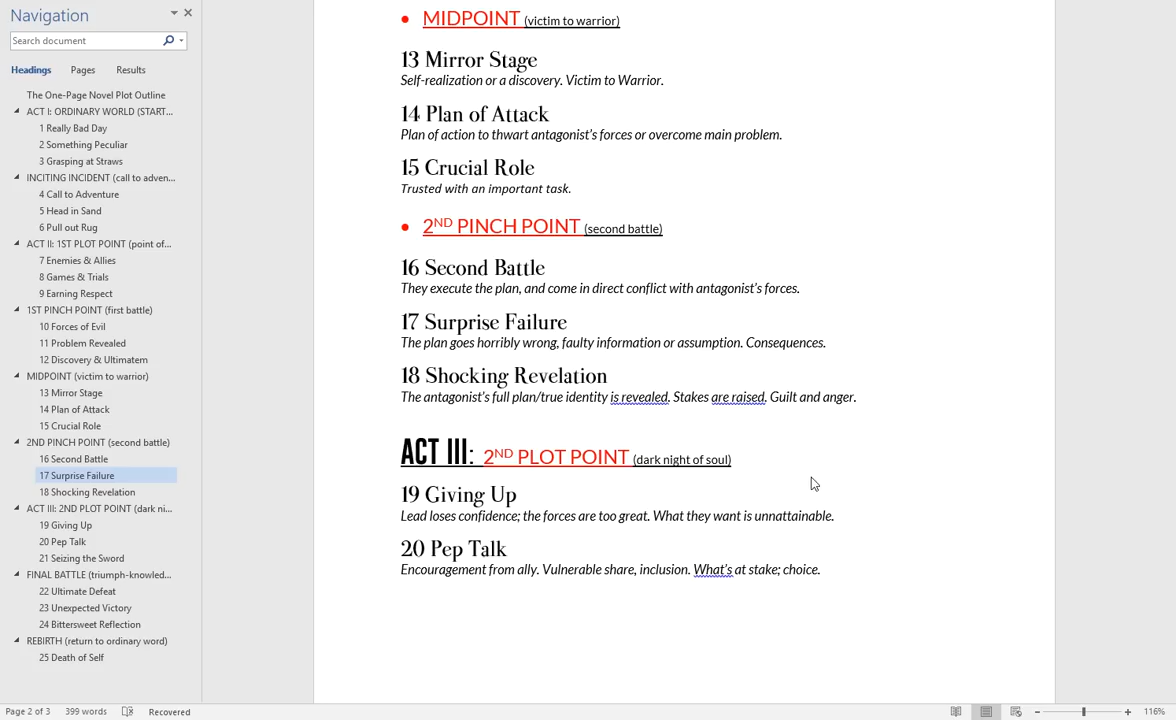 Navigation
Search document
Headings Pages Results
The One-Page Novel Plot Outline
ACT I: ORDINARY WORLD (START...
1 Really Bad Day
2 Something Peculiar
3 Grasping at Straws
INCITING INCIDENT (call to adven...
4 Call to Adventure
5 Head in Sand
6 Pull out Rug
ACT II: 1ST PLOT POINT (point of...
7 Enemies & Allies
8 Games & Trials
9 Earning Respect
1ST PINCH POINT (first battle)
10 Forces of Evil
11 Problem Revealed
12 Discovery & Ultimatem
MIDPOINT (victim to warrior)
13 Mirror Stage
14 Plan of Attack
15 Crucial Role
2ND PINCH POINT (second battle)
16 Second Battle
17 Surprise Failure
18 Shocking Revelation
ACT III: 2ND PLOT POINT (dark ni...
19 Giving Up
20 Pep Talk
21 Seizing the Sword
FINAL BATTLE (triumph-knowled...
22 Ultimate Defeat
23 Unexpected Victory
24 Bittersweet Reflection
REBIRTH (return to ordinary word)
25 Death of Self
• MIDPOINT (victim to warrior)
13 Mirror Stage
Self-realization or a discovery. Victim to Warrior.
14 Plan of Attack
Plan of action to thwart antagonist's forces or overcome main problem.
15 Crucial Role
Trusted with an important task.
• 2ND PINCH POINT (second battle)
16 Second Battle
They execute the plan, and come in direct conflict with antagonist's forces.
17 Surprise Failure
The plan goes horribly wrong, faulty information or assumption. Consequences.
18 Shocking Revelation
The antagonist's full plan/true identity is revealed. Stakes are raised. Guilt and anger.
ACT III: 2ND PLOT POINT (dark night of soul)
19 Giving Up
Lead loses confidence; the forces are too great. What they want is unnattainable.
20 Pep Talk
Encouragement from ally. Vulnerable share, inclusion. What's at stake; choice.
Page 2 of 3 399 words Recovered 116%